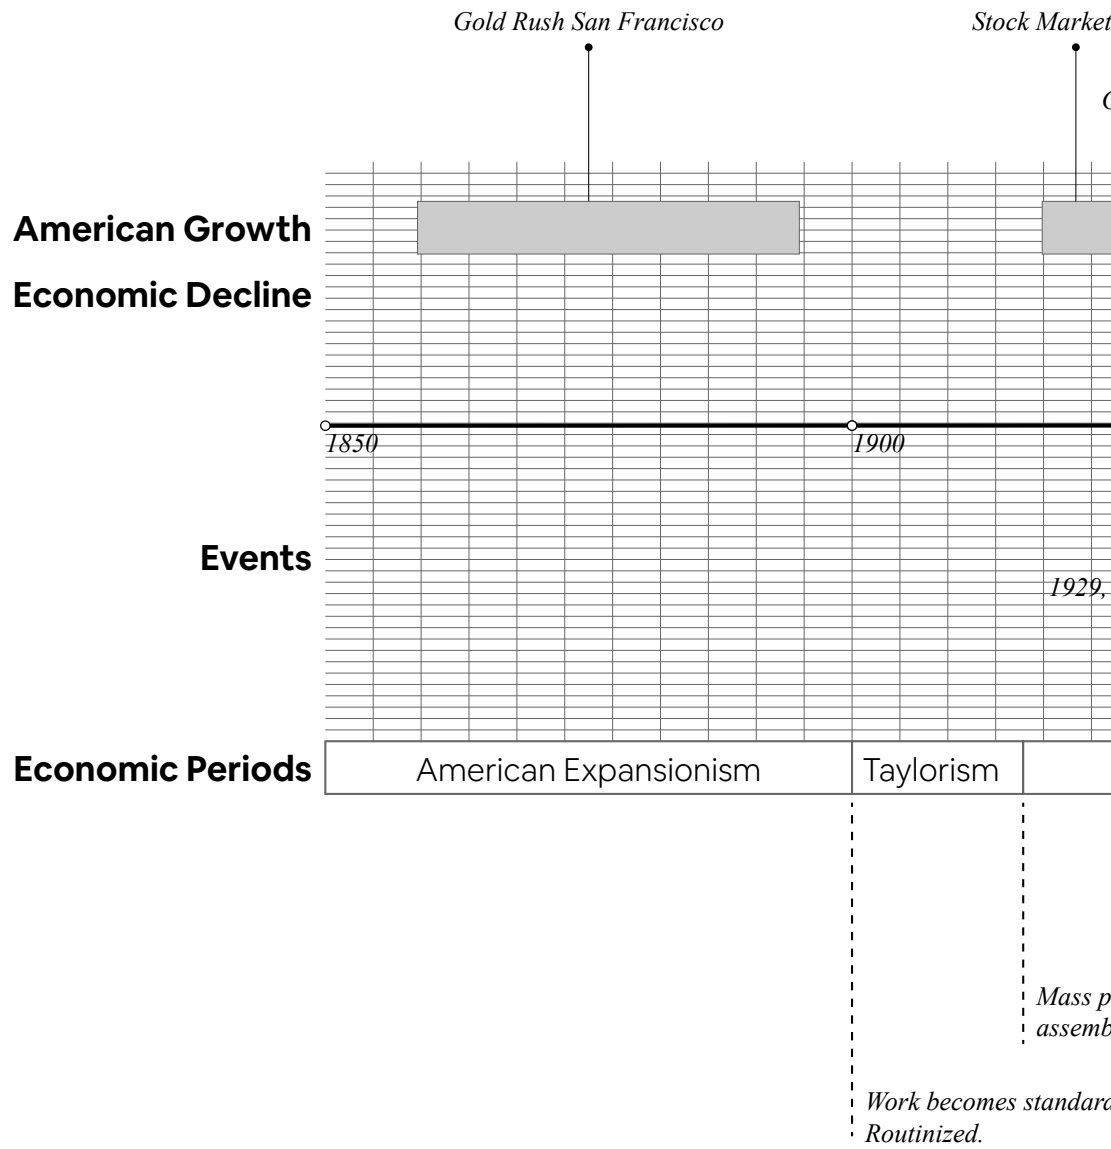 Gold Rush San Francisco
Stock Market
American Growth
Economic Decline
1850
1900
Events
1929,
Economic Periods
American Expansionism
Taylorism
Mass p
assemb
Work becomes standard
Routinized.